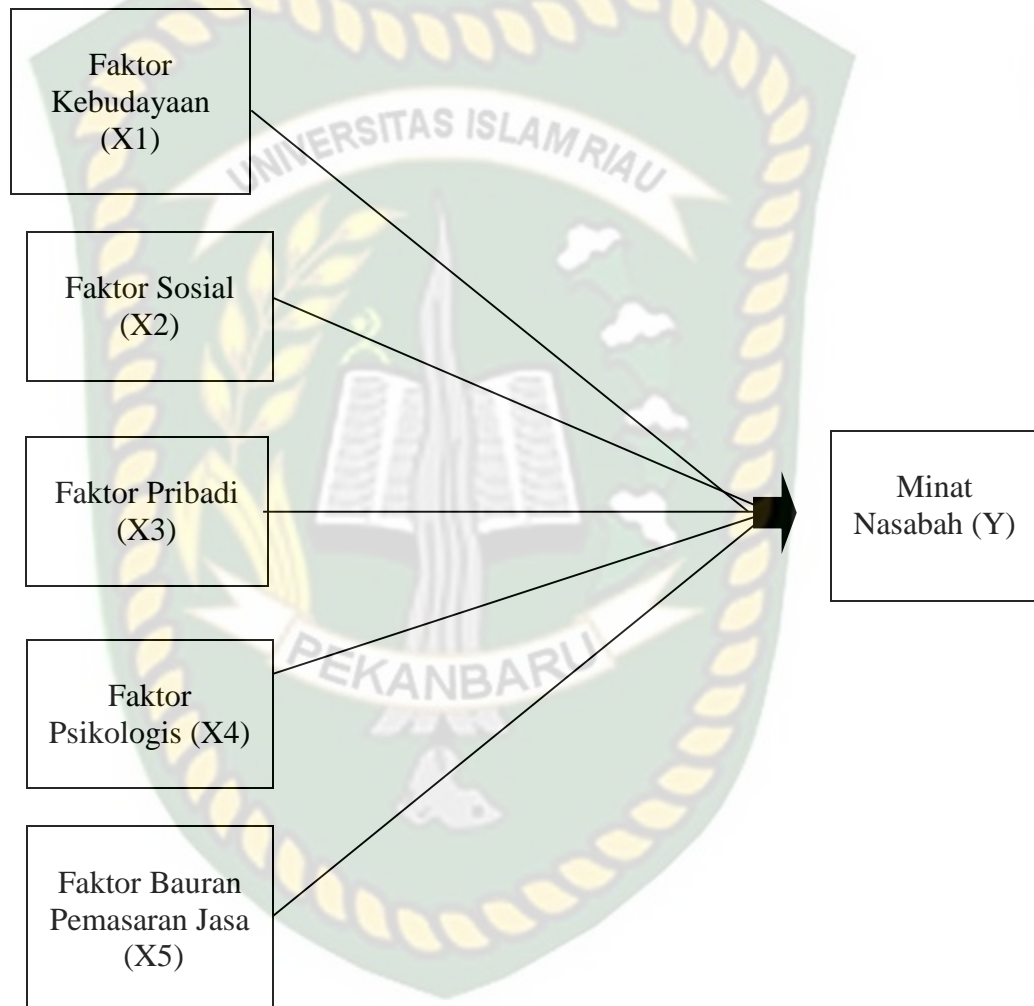 Faktor
Kebudayaan
(X1)
UNIVERSITAS ISLAM RIAU
Faktor Sosial
(X2)
Faktor Pribadi
(X3)
Minat
Nasabah (Y)
Faktor
Psikologis (X4)
PEKANBARU
Faktor Bauran
Pemasaran Jasa
(X5)